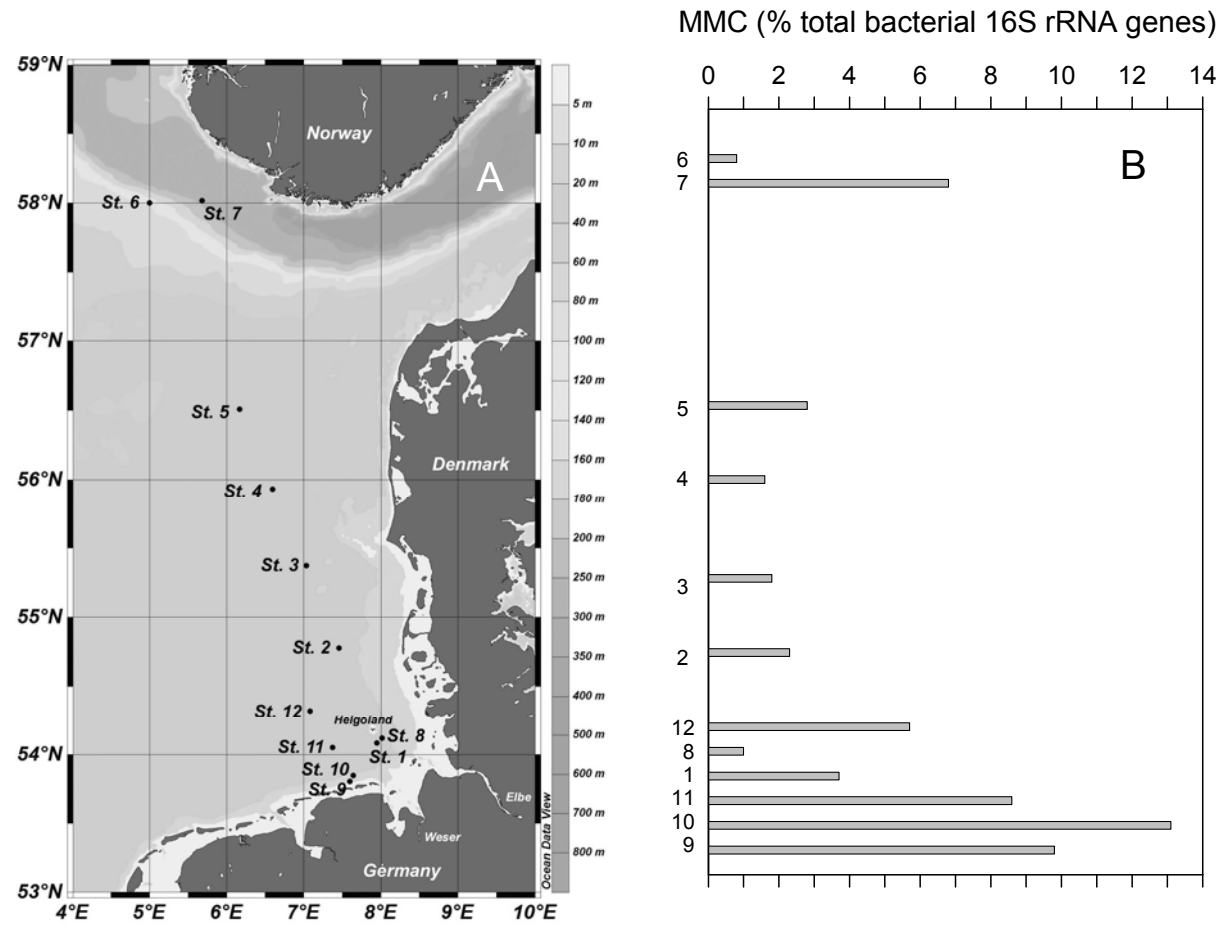 MMC (% total bacterial 16S rRNA genes)
0 2 4 6 8 10 12 14
59°N
58°N
57°N
56°N
55°N
54°N
53°N
4°E 5°E 6°E 7°E 8°E 9°E 10°E
Norway
A
St. 6
St. 7
St. 5
Denmark
St. 4
St. 3
St. 2
St. 12
Helgoland
St. 8
St. 11
St. 1
St. 10
St. 9
Elbe
Weser
Germany
Ocean Data View
5 m
10 m
20 m
30 m
40 m
60 m
80 m
100 m
120 m
140 m
160 m
180 m
200 m
250 m
300 m
350 m
400 m
500 m
600 m
700 m
800 m
B
6
7
5
4
3
2
12
8
1
11
10
9